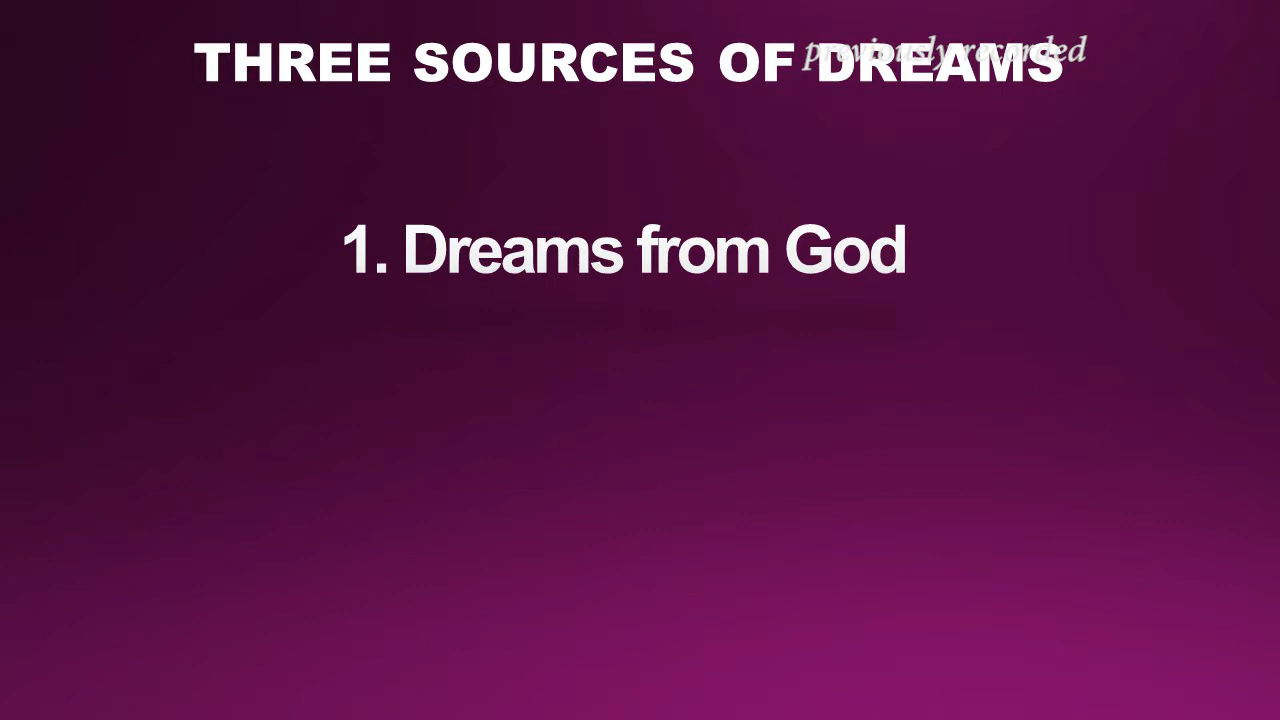 THREE SOURCES OF DREAMS
previously recorded
1. Dreams from God